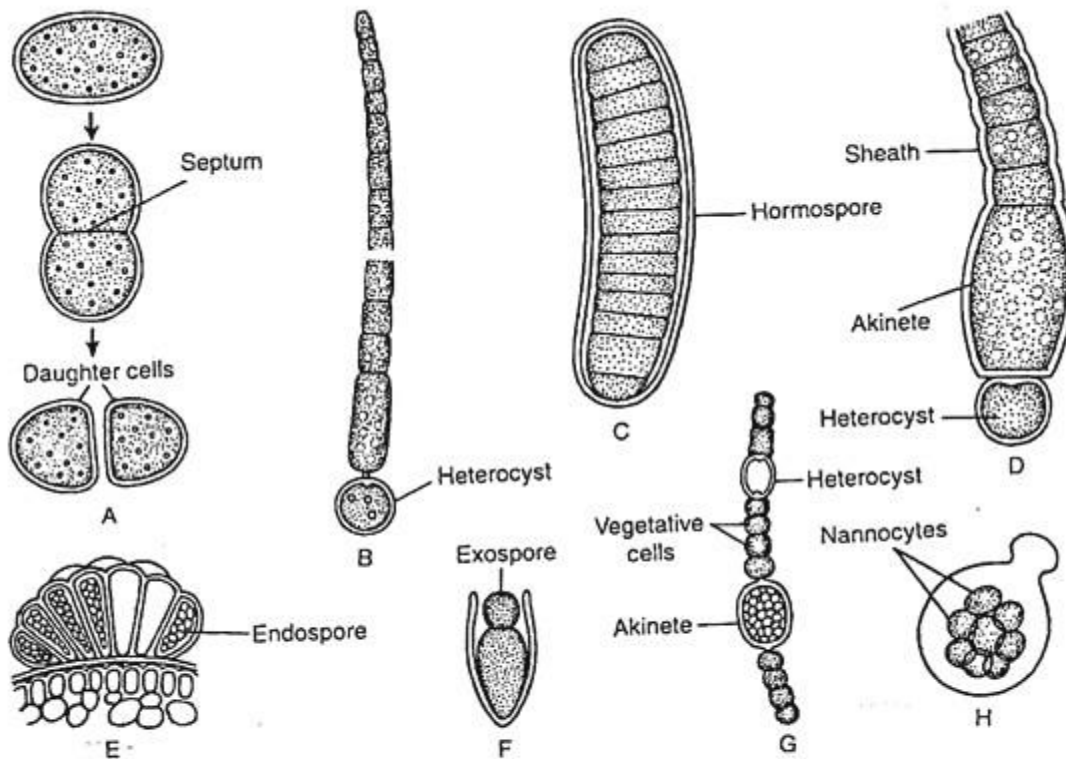 Septum
Daughter cells
A
Heterocyst
B
Hormospore
C
Sheath
Akinete
Heterocyst
D
Endospore
E
Exospore
F
Heterocyst
Vegetative
cells
Akinete
G
Nannocytes
H